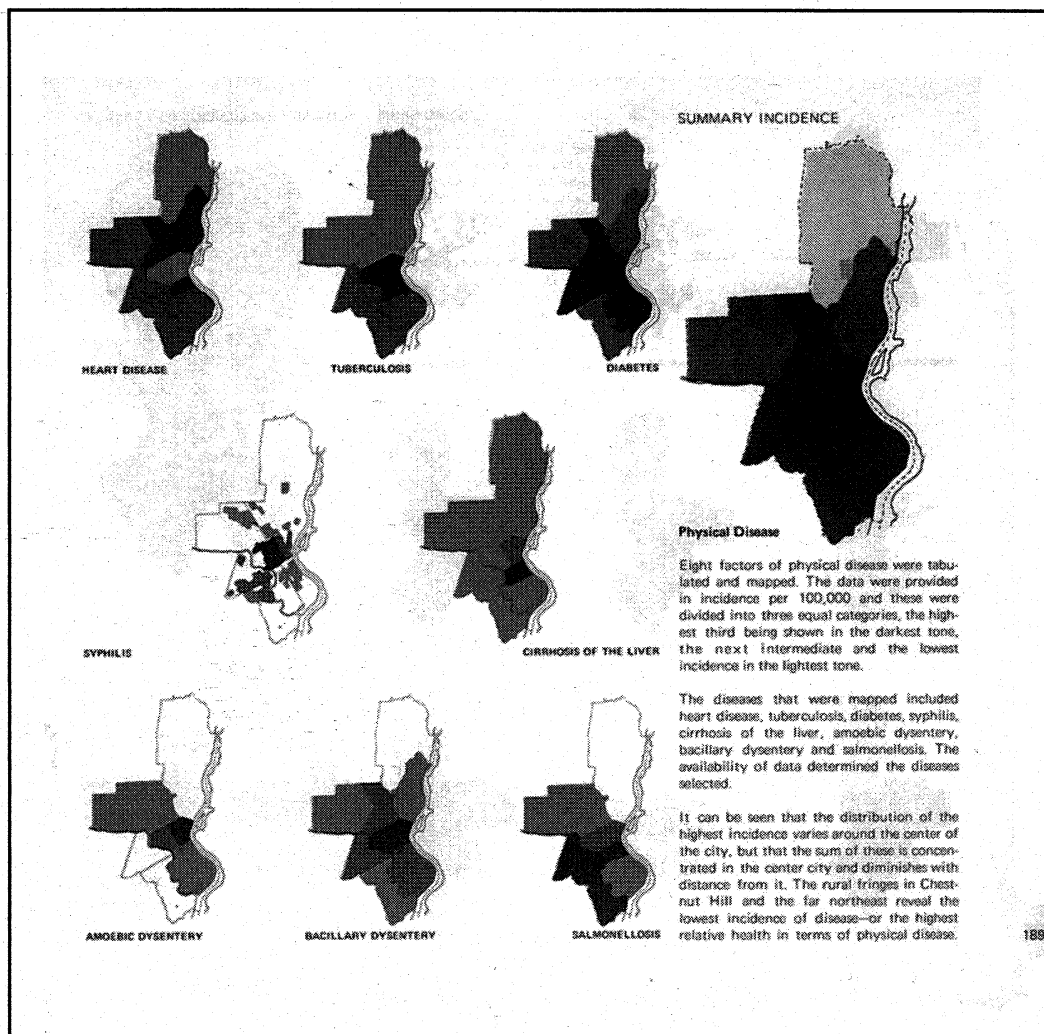 SUMMARY INCIDENCE
HEART DISEASE
TUBERCULOSIS
DIABETES
SYPHILIS
CIRRHOSIS OF THE LIVER
AMOEBIC DYSENTERY
BACILLARY DYSENTERY
SALMONELLOSIS
Physical Disease
Eight factors of physical disease were tabu-
lated and mapped. The data were provided
in incidence per 100,000 and these were
divided into three equal categories, the high-
est third being shown in the darkest tone,
the next intermediate and the lowest
incidence in the lightest tone.
The diseases that were mapped included
heart disease, tuberculosis, diabetes, syphilis,
cirrhosis of the liver, amoebic dysentery,
bacillary dysentery and salmonellosis. The
availability of data determined the diseases
selected.
It can be seen that the distribution of the
highest incidence varies around the center of
the city, but that the sum of these is concen-
trated in the center city and diminishes with
distance from it. The rural fringes in Chest-
nut Hill and the far northeast reveal the
lowest incidence of disease—or the highest
relative health in terms of physical disease.
189